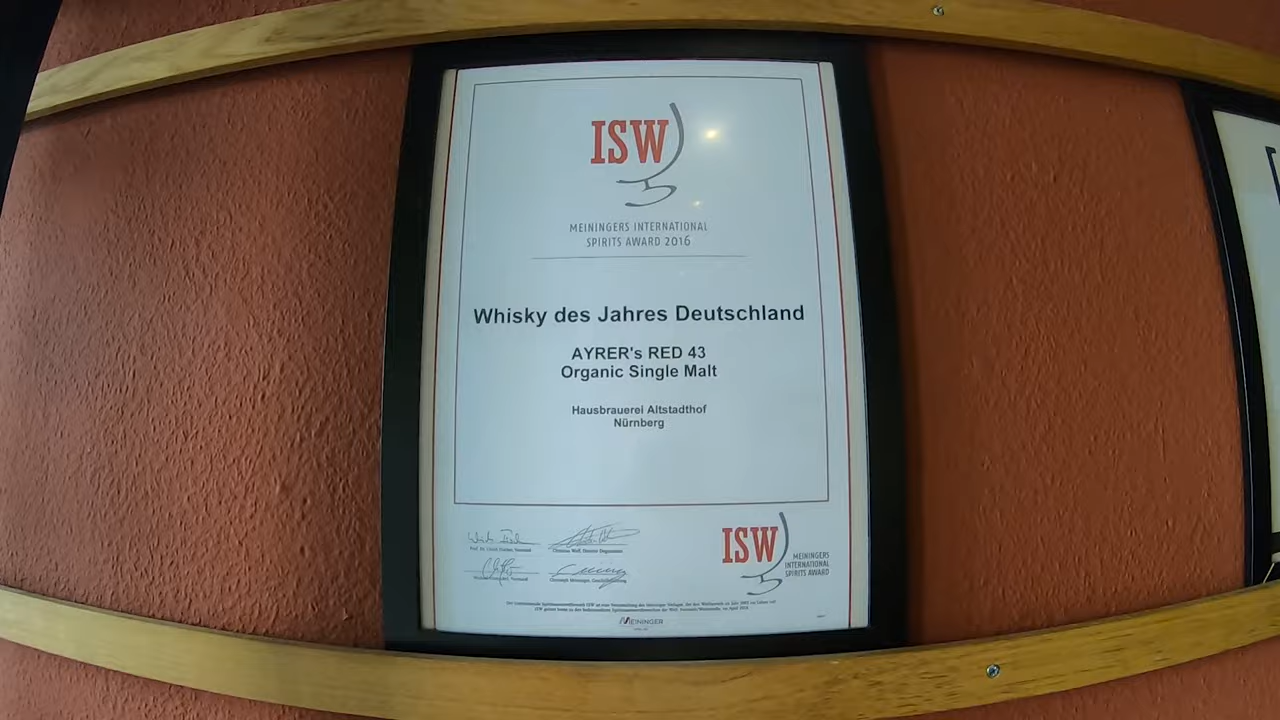 ISW
MEININGERS INTERNATIONAL
SPIRITS AWARD 2016
Whisky des Jahres Deutschland
AYRER's RED 43
Organic Single Malt
Hausbrauerei Altstadthof
Nürnberg
ISW
MEININGERS
INTERNATIONAL
SPIRITS AWARD
MEININGER